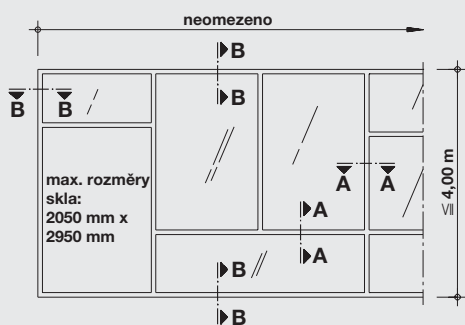 neomezeno
B
B
B B
max. rozměry
skla:
2050 mm x
2950 mm
A A
A
A
B
B
≦ 4,00 m